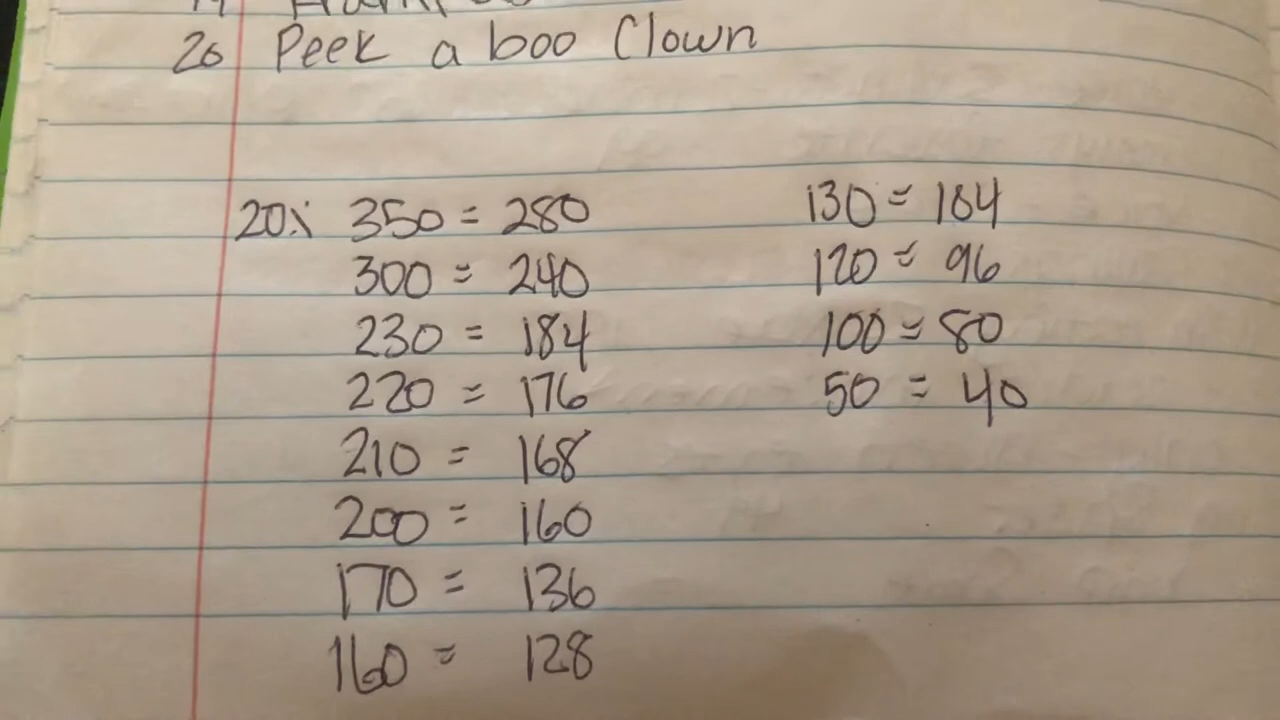 20 Peek a boo Clown
20% 350 = 280
300 = 240
230 = 184
220 = 176
210 = 168
200 = 160
170 = 136
160 = 128
130 = 104
120 = 96
100 = 80
50 = 40